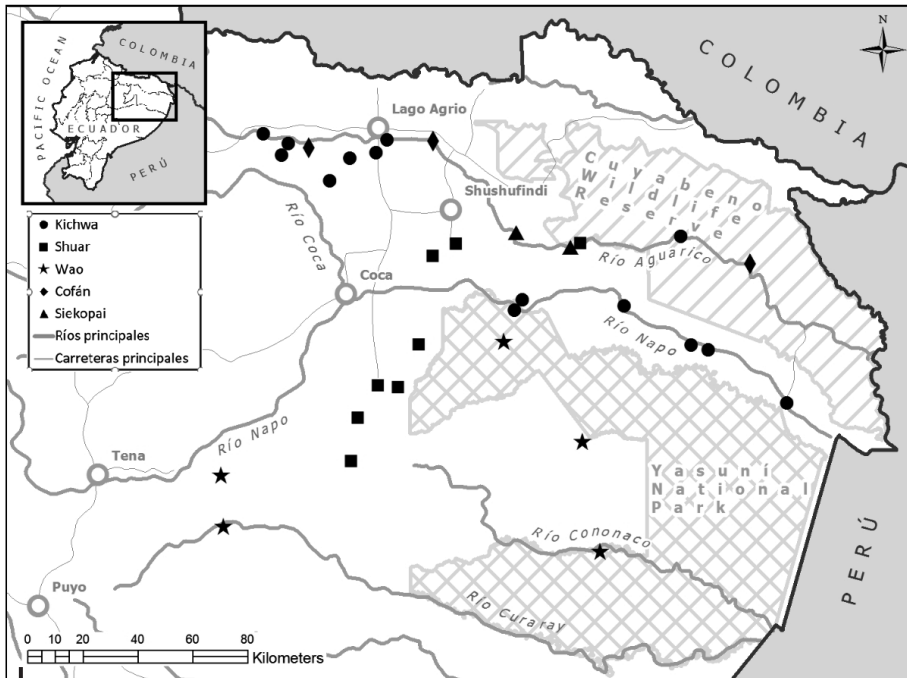 COLOMBIA
PACIFIC OCEAN
ECUADOR
PERÚ
Kichwa
Shuar
Wao
Cofán
Siekopai
Ríos principales
Carreteras principales
N
COLOMBIA
Lago Agrio
Cuyabeno
Wildlife
Reserve
Shushufindi
Río Coca
Río Aguarico
Coca
Río Napo
Río Napo
Tena
Yasuní
National
Park
Río Cononaco
PERÚ
Puyo
Río Curaray
0 10 20 40 60 80
Kilometers